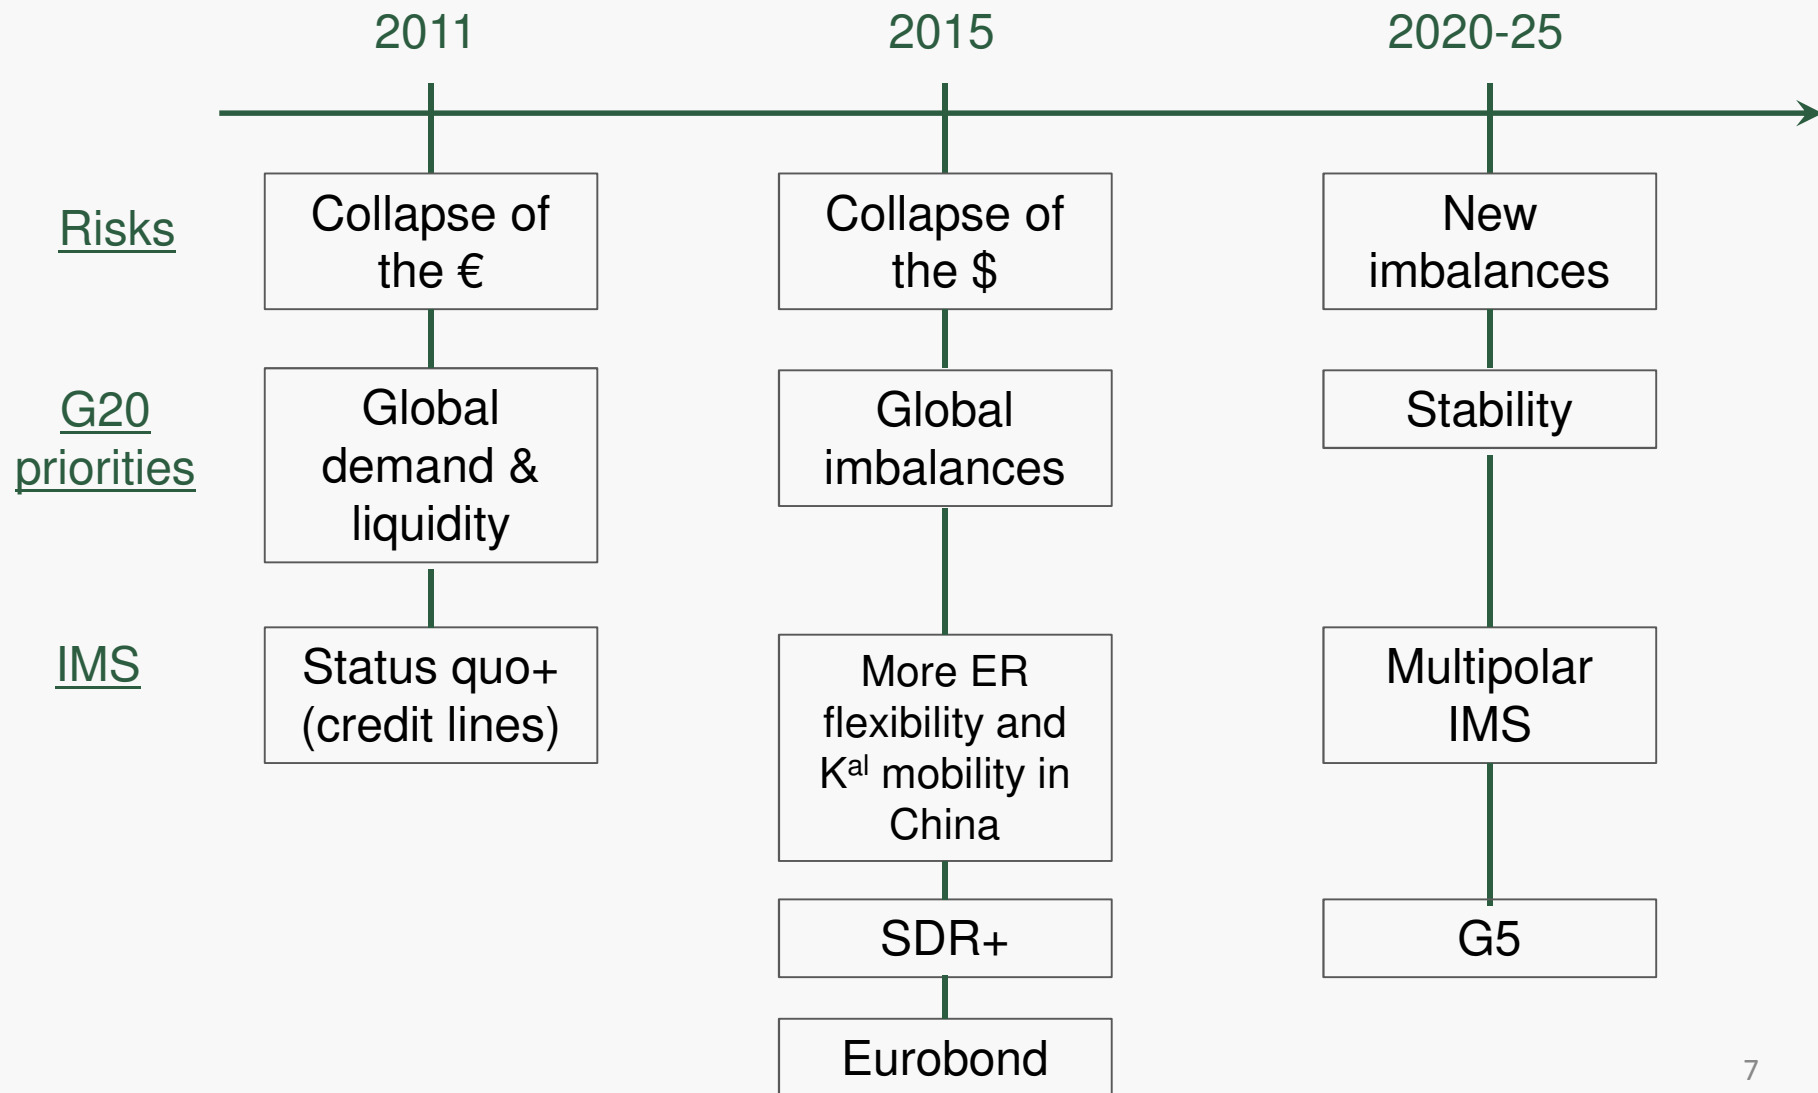 2011
2015
2020-25
Risks
Collapse of
the €
Collapse of
the $
New
imbalances
G20
priorities
Global
demand &
liquidity
Global
imbalances
Stability
IMS
Status quo+
(credit lines)
More ER
flexibility and
Kᵃˡ mobility in
China
Multipolar
IMS
SDR+
G5
Eurobond
7